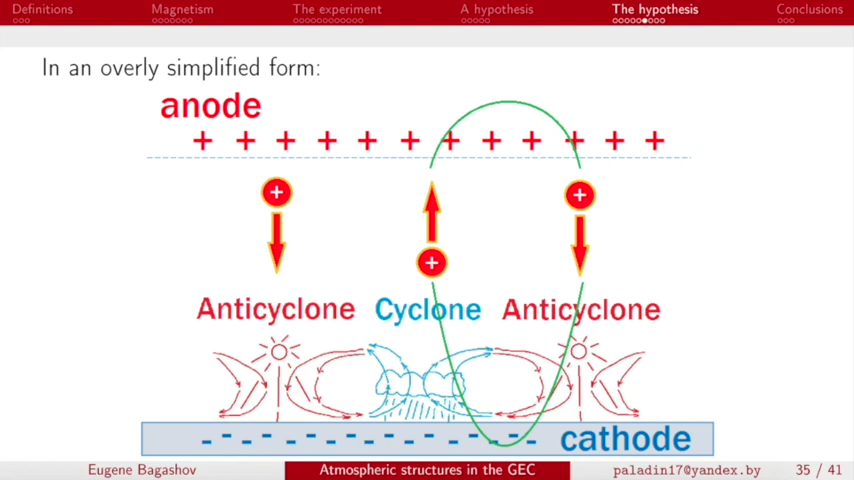 Definitions Magnetism The experiment A hypothesis The hypothesis Conclusions
In an overly simplified form:
anode
+ + + + + + + + + + + +
+ +
+
Anticyclone Cyclone Anticyclone
- - - - - - - - - - - - - - - - - cathode
Eugene Bagashov Atmospheric structures in the GEC paladin17@yandex.by 35 / 41